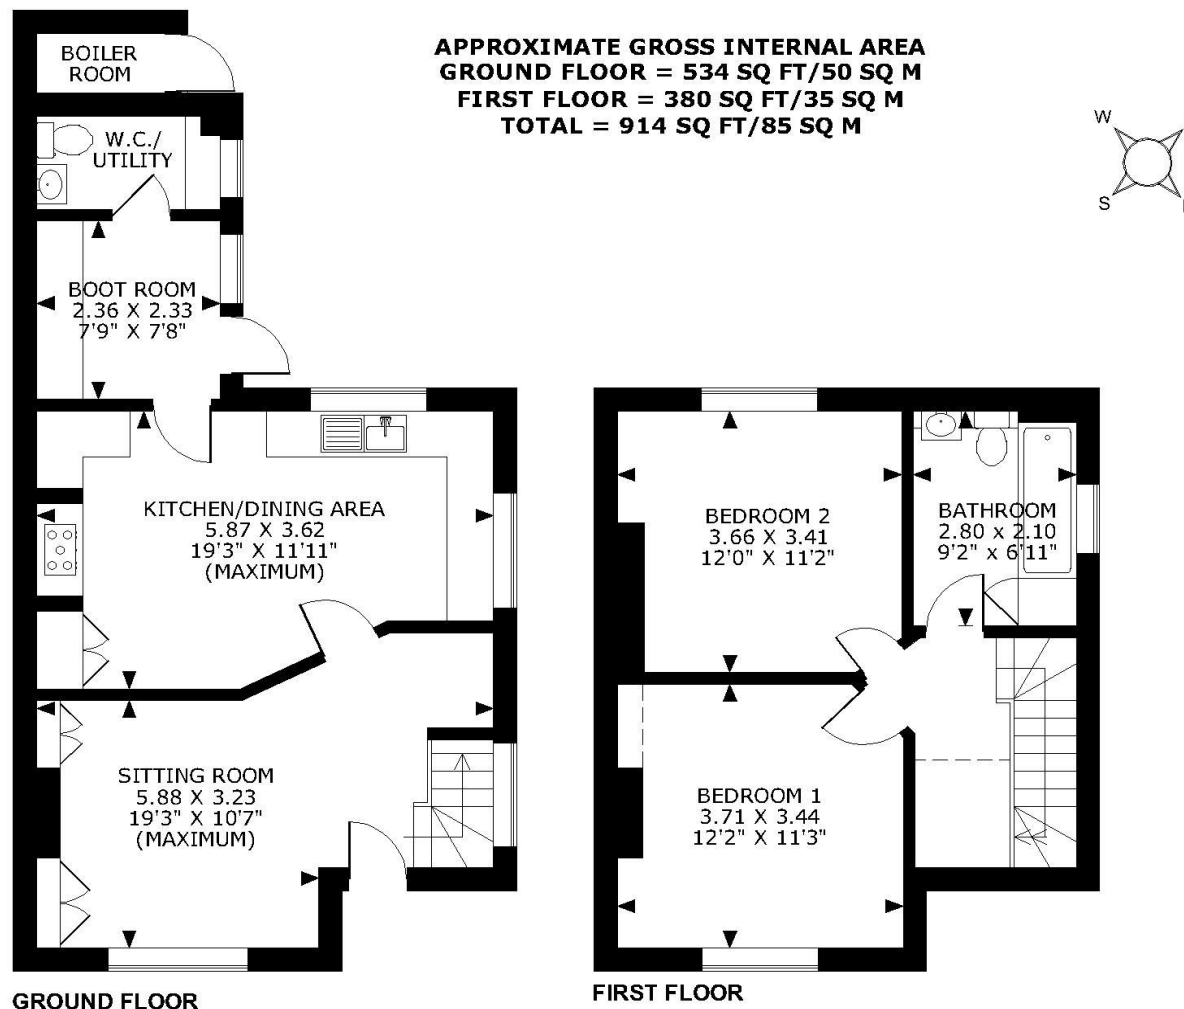 APPROXIMATE GROSS INTERNAL AREA
GROUND FLOOR = 534 SQ FT/50 SQ M
FIRST FLOOR = 380 SQ FT/35 SQ M
TOTAL = 914 SQ FT/85 SQ M
W
S
BOILER
ROOM
W.C./
UTILITY
BOOT ROOM
2.36 X 2.33
7'9" X 7'8"
KITCHEN/DINING AREA
5.87 X 3.62
19'3" X 11'11"
(MAXIMUM)
SITTING ROOM
5.88 X 3.23
19'3" X 10'7"
(MAXIMUM)
GROUND FLOOR
BEDROOM 2
3.66 X 3.41
12'0" X 11'2"
BATHROOM
2.80 x 2.10
9'2" x 6'11"
BEDROOM 1
3.71 X 3.44
12'2" X 11'3"
FIRST FLOOR